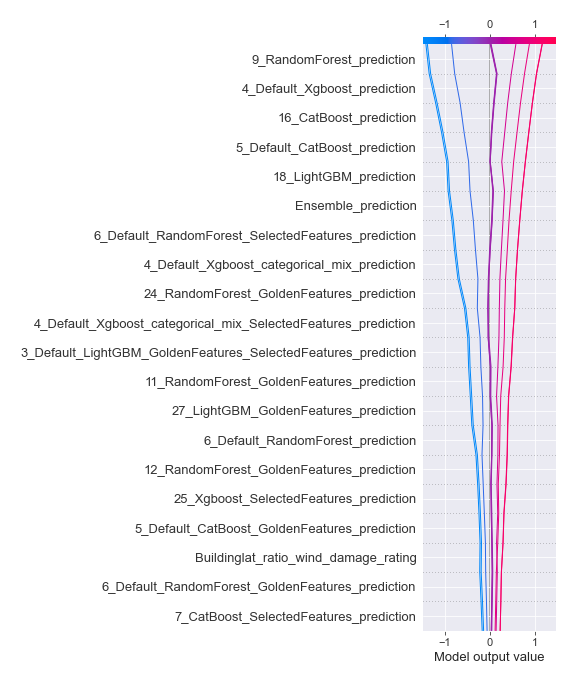 −1 0 1
9_RandomForest_prediction
4_Default_Xgboost_prediction
16_CatBoost_prediction
5_Default_CatBoost_prediction
18_LightGBM_prediction
Ensemble_prediction
6_Default_RandomForest_SelectedFeatures_prediction
4_Default_Xgboost_categorical_mix_prediction
24_RandomForest_GoldenFeatures_prediction
4_Default_Xgboost_categorical_mix_SelectedFeatures_prediction
3_Default_LightGBM_GoldenFeatures_SelectedFeatures_prediction
11_RandomForest_GoldenFeatures_prediction
27_LightGBM_GoldenFeatures_prediction
6_Default_RandomForest_prediction
12_RandomForest_GoldenFeatures_prediction
25_Xgboost_SelectedFeatures_prediction
5_Default_CatBoost_GoldenFeatures_prediction
Buildinglat_ratio_wind_damage_rating
6_Default_RandomForest_GoldenFeatures_prediction
7_CatBoost_SelectedFeatures_prediction
−1 0 1
Model output value